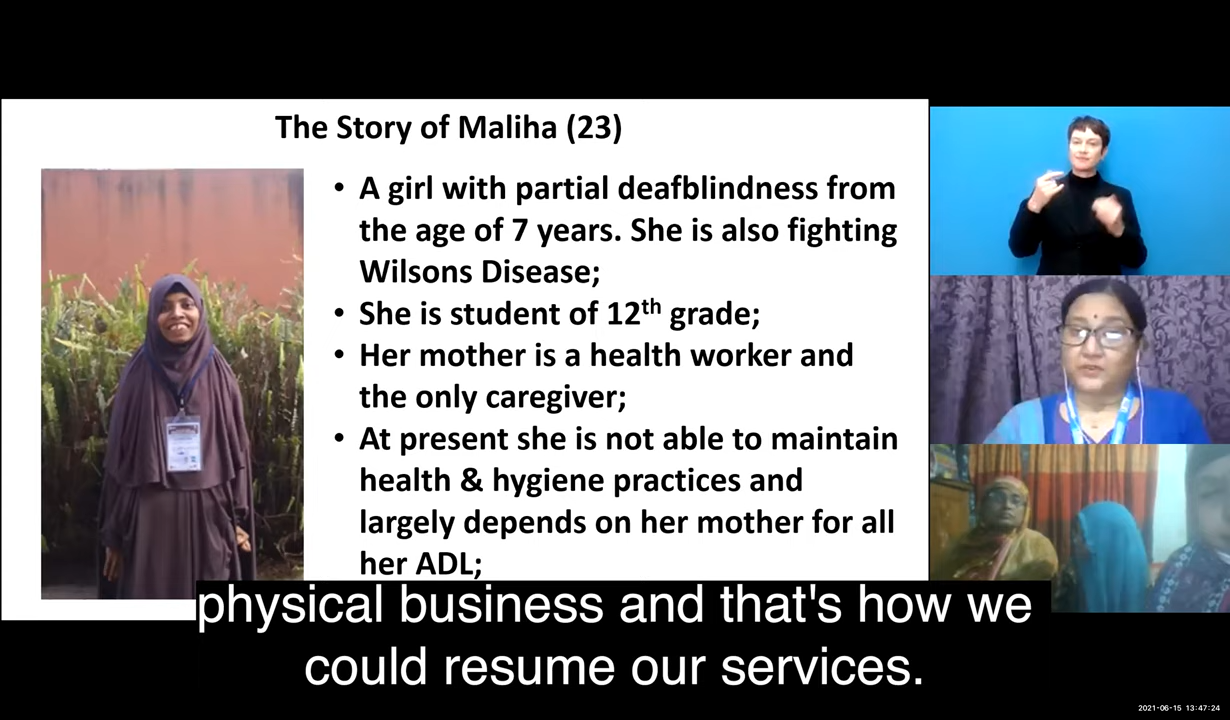 The Story of Maliha (23)
• A girl with partial deafblindness from
the age of 7 years. She is also fighting
Wilsons Disease;
• She is student of 12th grade;
• Her mother is a health worker and
the only caregiver;
• At present she is not able to maintain
health & hygiene practices and
largely depends on her mother for all
her ADL;
physical business and that's how we
could resume our services.
2021-06-15 13:47:24